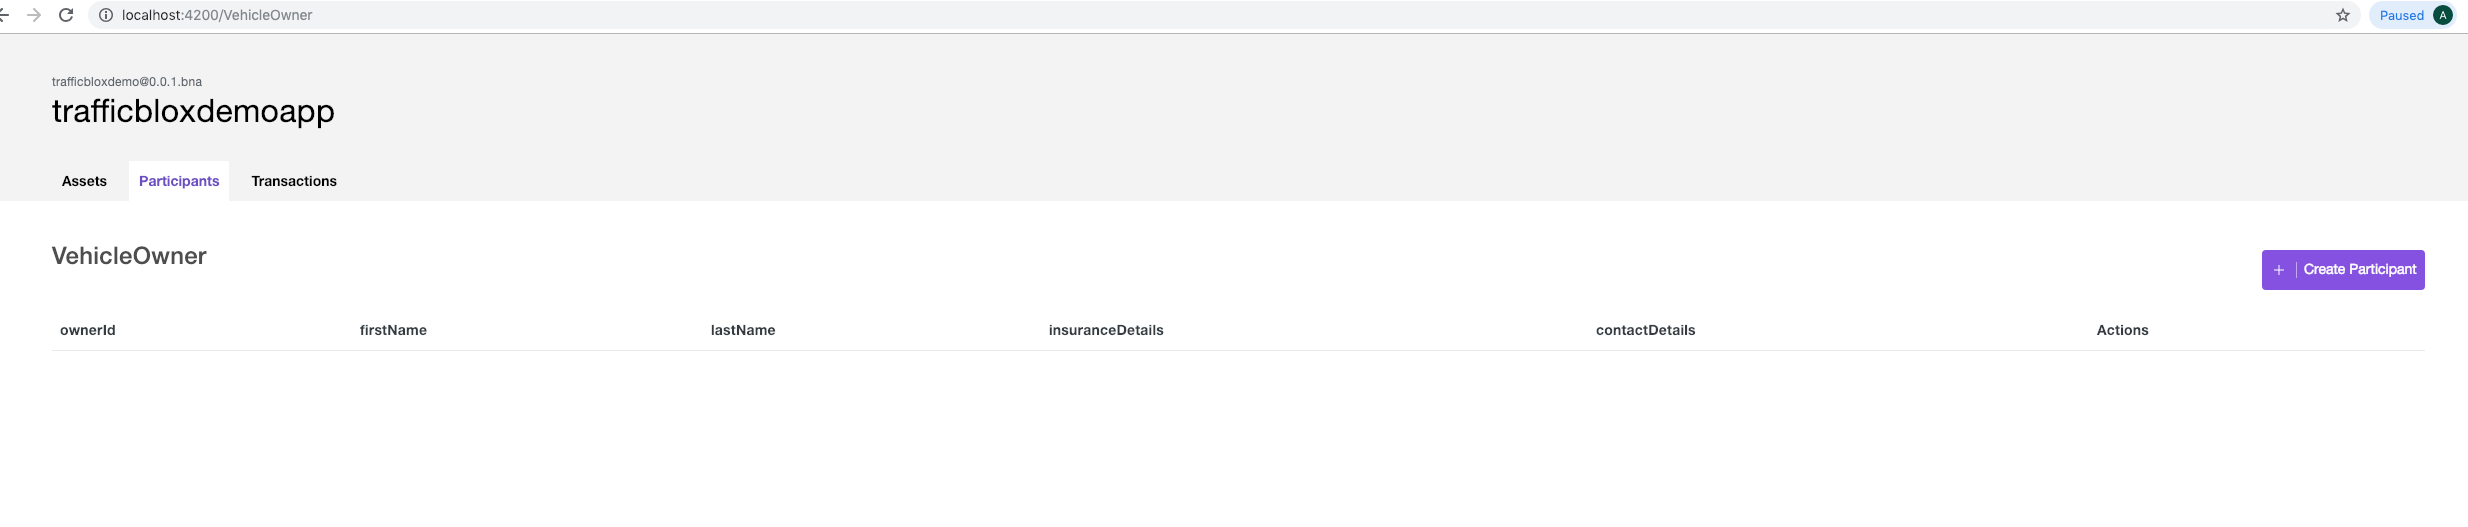 localhost:4200/VehicleOwner
Paused A
trafficbloxdemo@0.0.1.bna
trafficbloxdemoapp
Assets Participants Transactions
VehicleOwner
+ | Create Participant
ownerId firstName lastName insuranceDetails contactDetails Actions